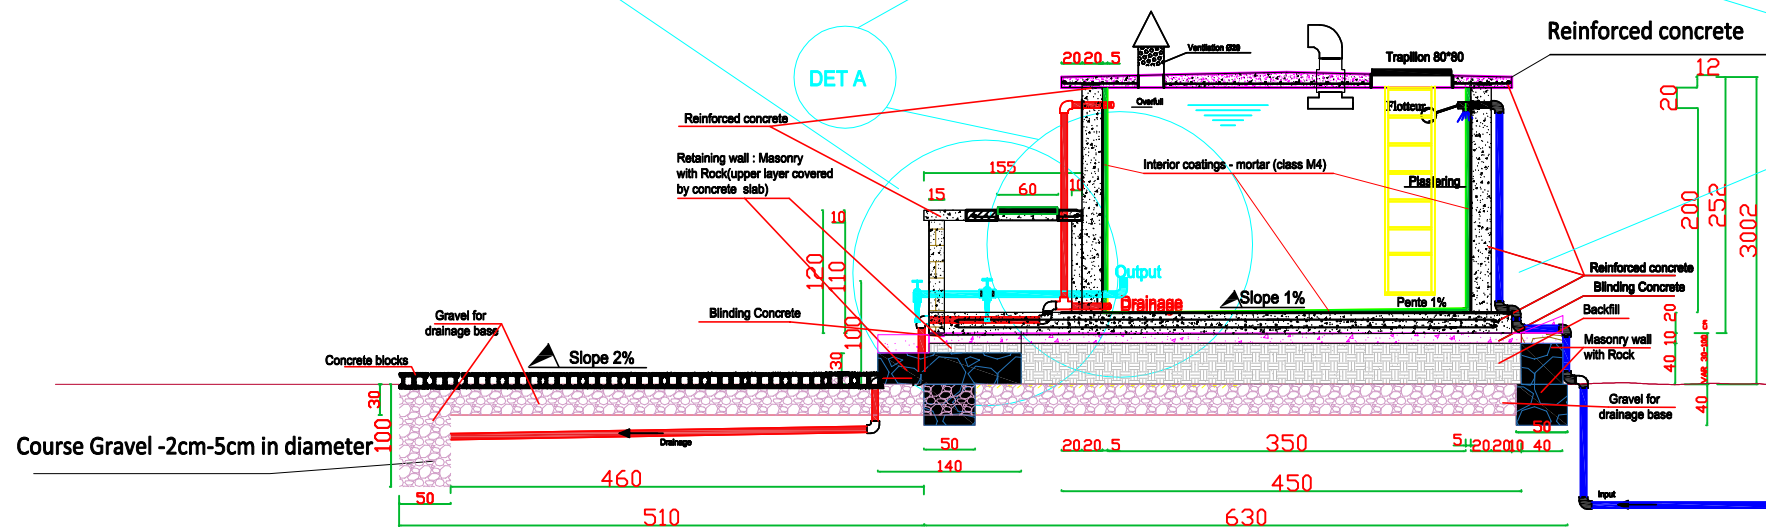 Reinforced concrete
12
20 20 5
Ventilation Ø20
Trapillon 80*80
DET A
20
Overfull
Flotteur
Reinforced concrete
Retaining wall : Masonry
with Rock(upper layer covered
by concrete slab)
155
Interior coatings - mortar (class M4)
60
10
Plastering
15
10
200
252
3002
120
110
Output
Reinforced concrete
Blinding Concrete
Drainage
Slope 1%
Pente 1%
Backfill
Blinding Concrete
Gravel for
drainage base
100
20
10
5
Masonry wall
with Rock
Concrete blocks
Slope 2%
30
40
VAR 30-100
30
Gravel for
drainage base
40
100
Course Gravel -2cm-5cm in diameter
Drainage
50
20 20 5
350
5
20 20 10
40
50
140
460
450
50
Input
510
630